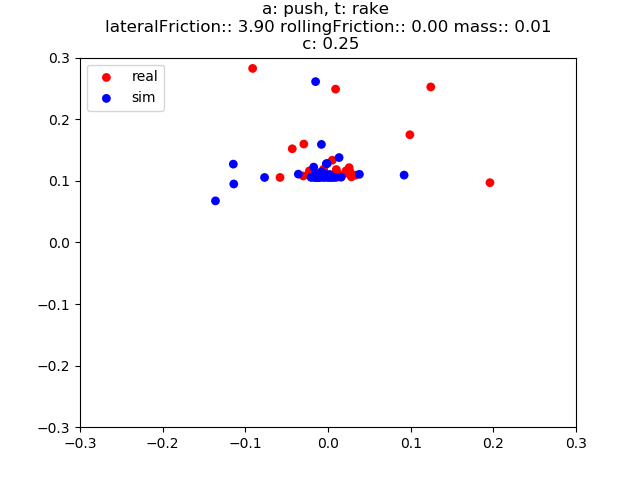 a: push, t: rake
lateralFriction:: 3.90 rollingFriction:: 0.00 mass:: 0.01
c: 0.25
real
sim
0.3
0.2
0.1
0.0
−0.1
−0.2
−0.3
−0.3 −0.2 −0.1 0.0 0.1 0.2 0.3